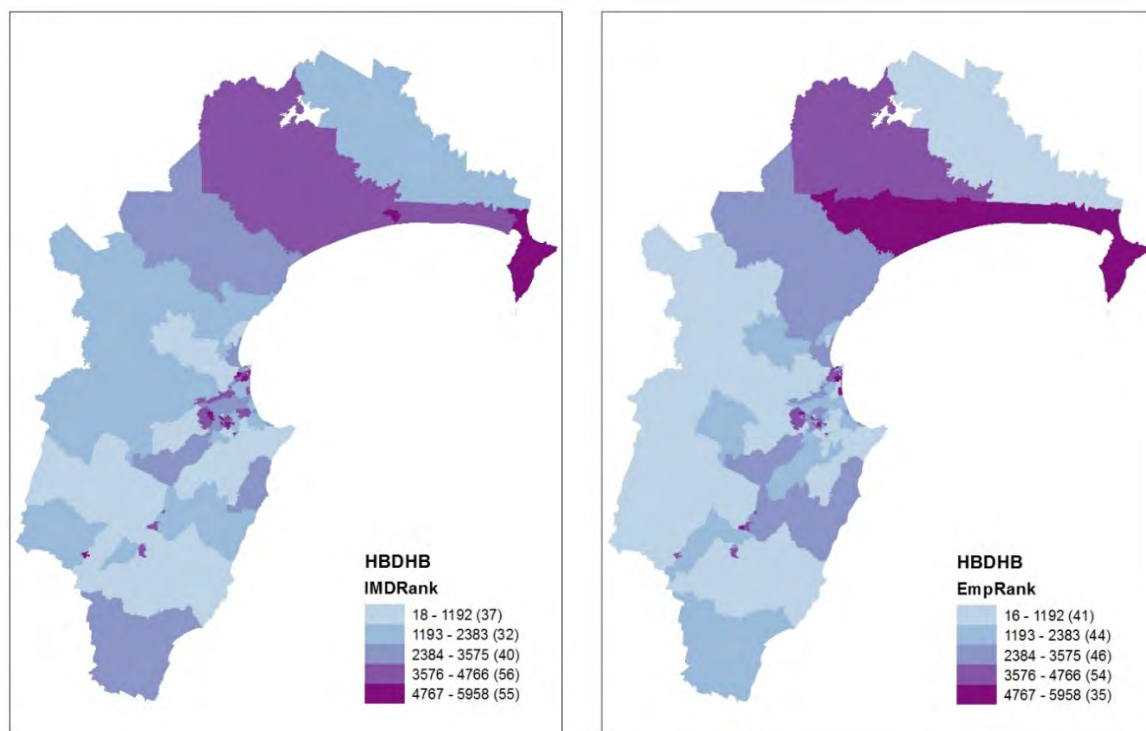 HBDHB
IMDRank
18 - 1192 (37)
1193 - 2383 (32)
2384 - 3575 (40)
3576 - 4766 (56)
4767 - 5958 (55)
HBDHB
EmpRank
16 - 1192 (41)
1193 - 2383 (44)
2384 - 3575 (46)
3576 - 4766 (54)
4767 - 5958 (35)